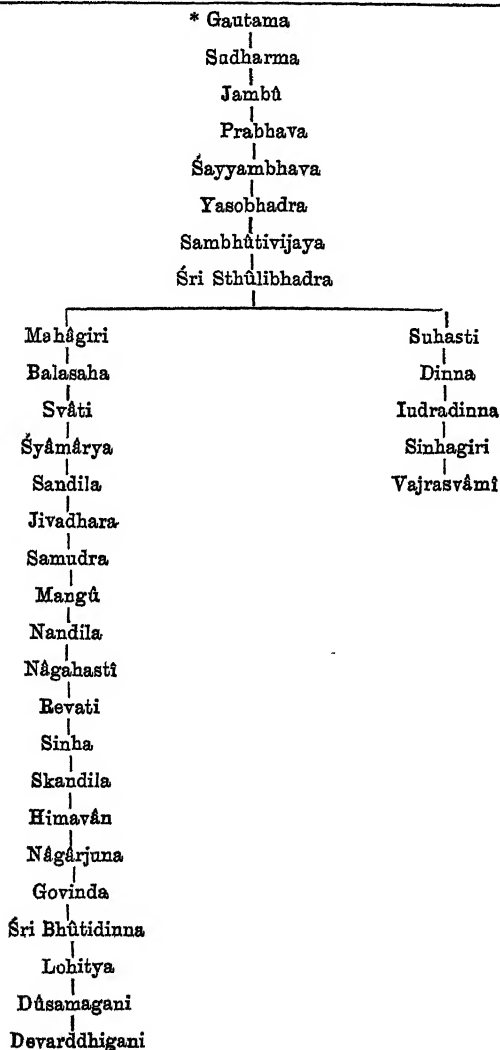 * Gautama
Sudharma
Jambû
Prabhava
Śayyambhava
Yasobhadra
Sambhûtivijaya
Śri Sthûlibhadra
Mahâgiri Suhasti
Balasaha Dinna
Svâti Iudradinna
Śyâmârya Sinhagiri
Sandila Vajrasvâmî
Jivadhara
Samudra
Mangû
Nandila
Nâgahastî
Revati
Sinha
Skandila
Himavân
Nâgârjuna
Govinda
Śri Bhûtidinna
Lohitya
Dûsamagani
Devarddhigani